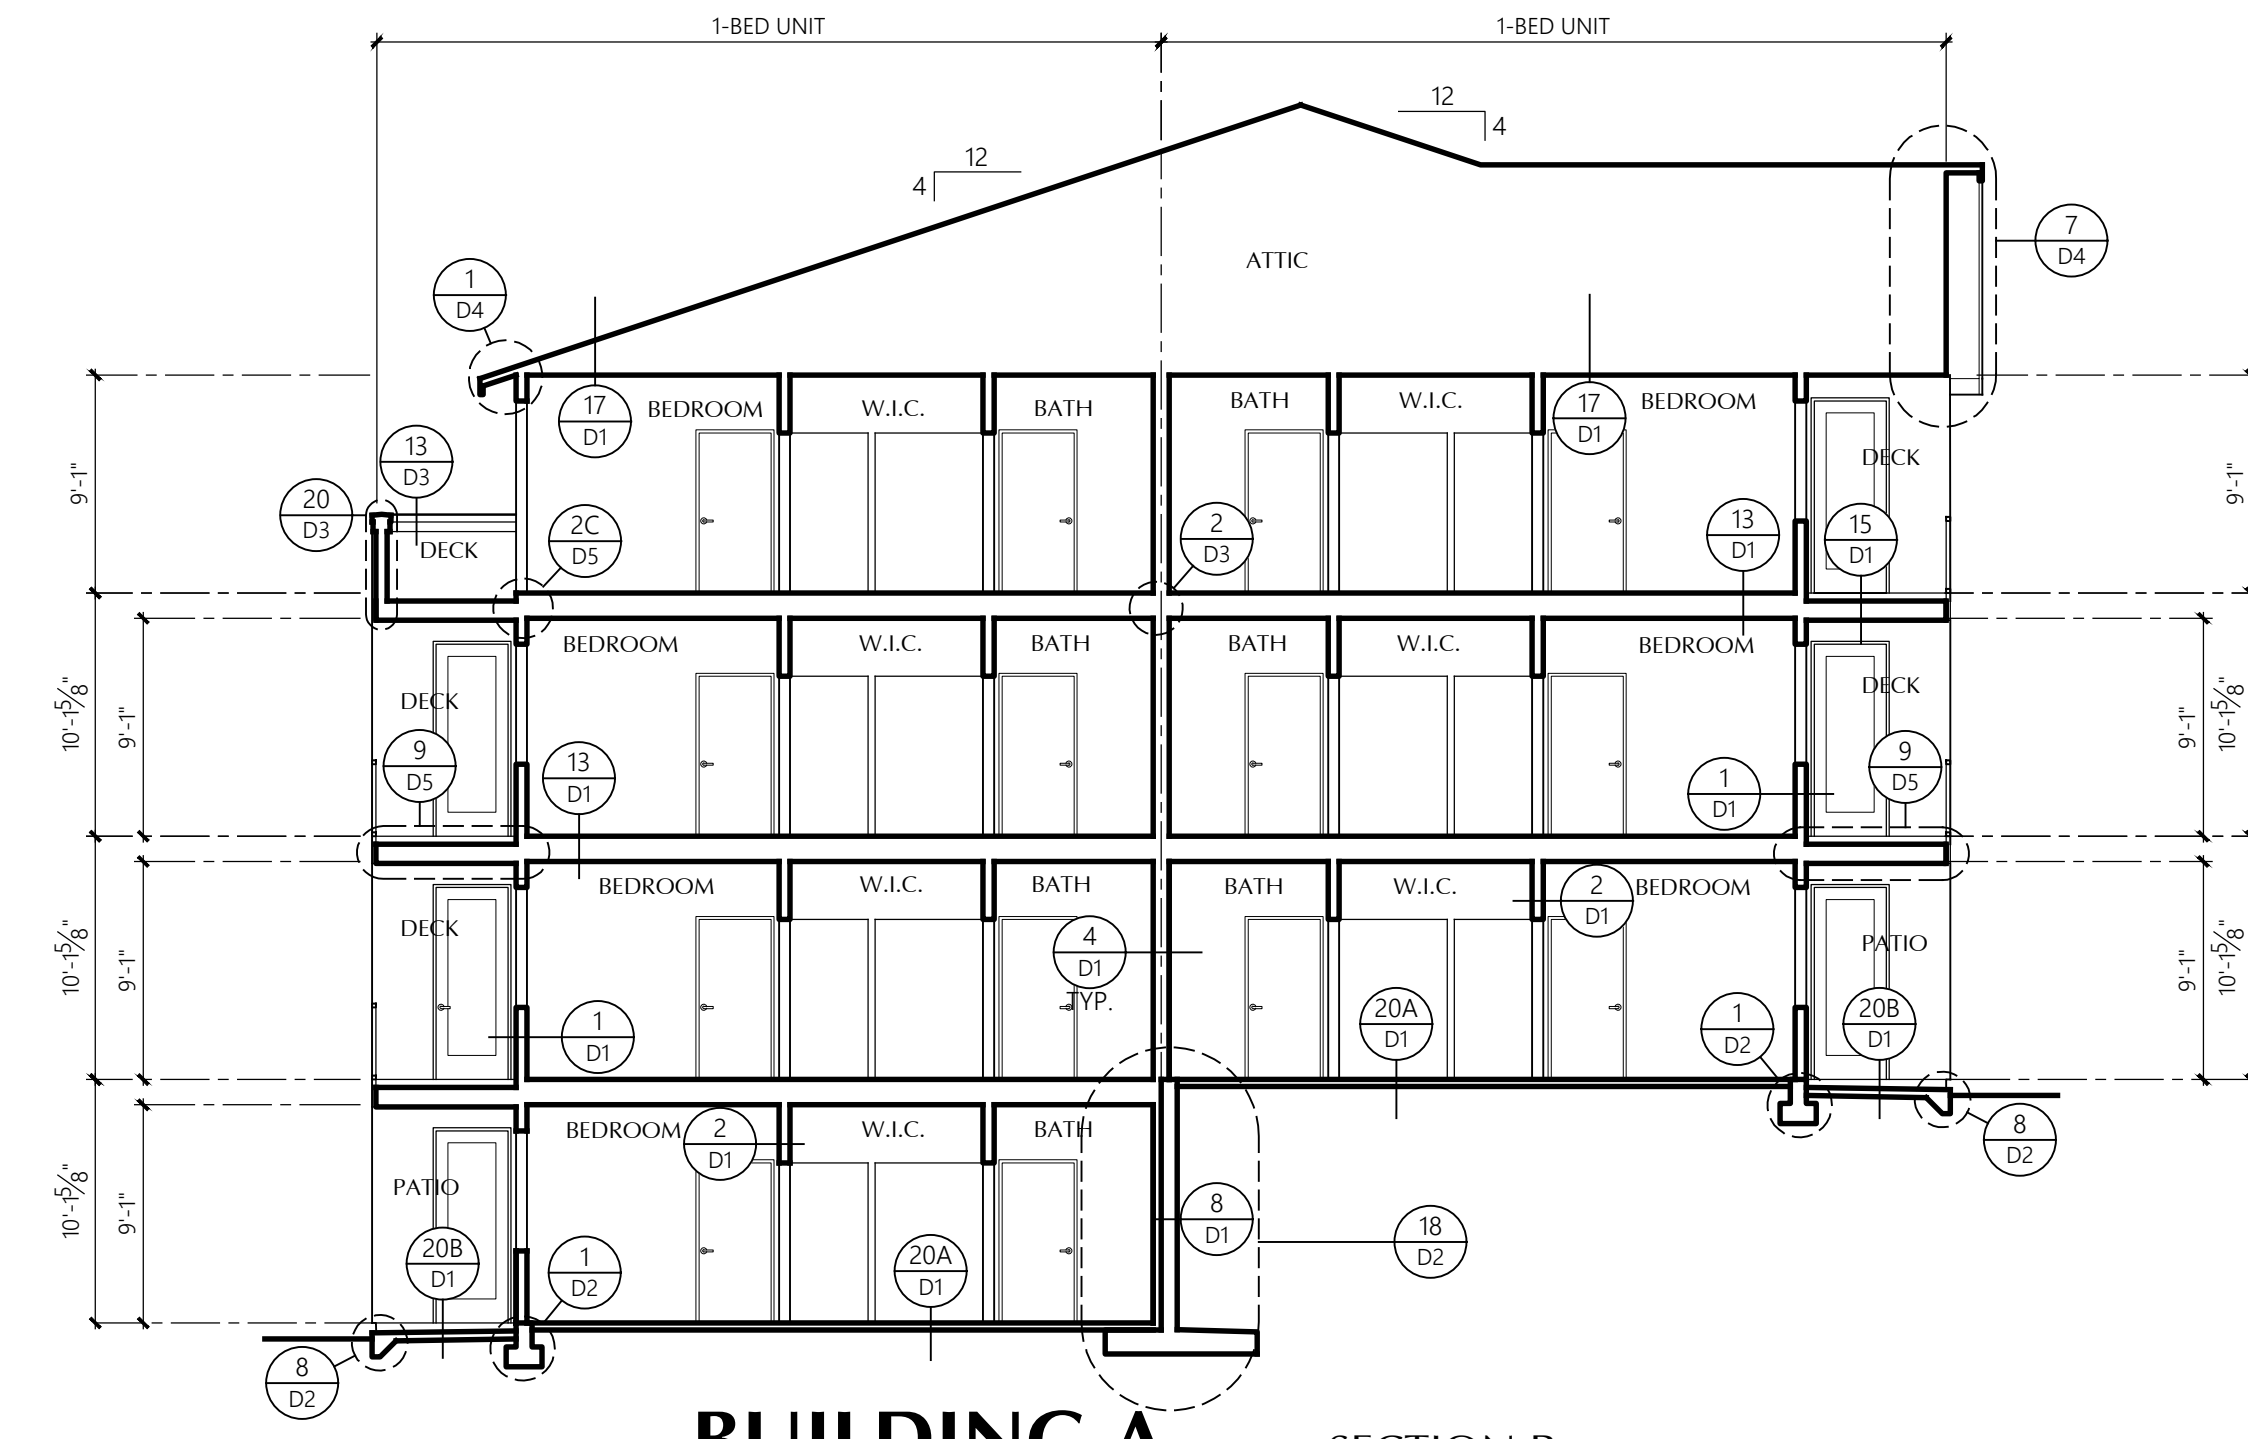 1-BED UNIT
1-BED UNIT
12
4
12
4
7
D4
ATTIC
1
D4
17
D1
BEDROOM
W.I.C.
BATH
BATH
W.I.C.
17
D1
BEDROOM
DECK
9'-1"
9'-1"
13
D3
20
D3
DECK
2C
D5
2
D3
13
D1
15
D1
BEDROOM
W.I.C.
BATH
BATH
W.I.C.
BEDROOM
DECK
DECK
10'-1⅝"
9'-1"
9'-1"
10'-1⅝"
9
D5
13
D1
1
D1
9
D5
BEDROOM
W.I.C.
BATH
BATH
W.I.C.
2
D1
BEDROOM
DECK
PATIO
10'-1⅝"
9'-1"
4
D1
TYP.
9'-1"
10'-1⅝"
1
D1
20A
D1
1
D2
20B
D1
BEDROOM
2
D1
W.I.C.
BATH
8
D2
PATIO
10'-1⅝"
9'-1"
8
D1
18
D2
20B
D1
1
D2
20A
D1
8
D2
BUILDING A
SECTION B